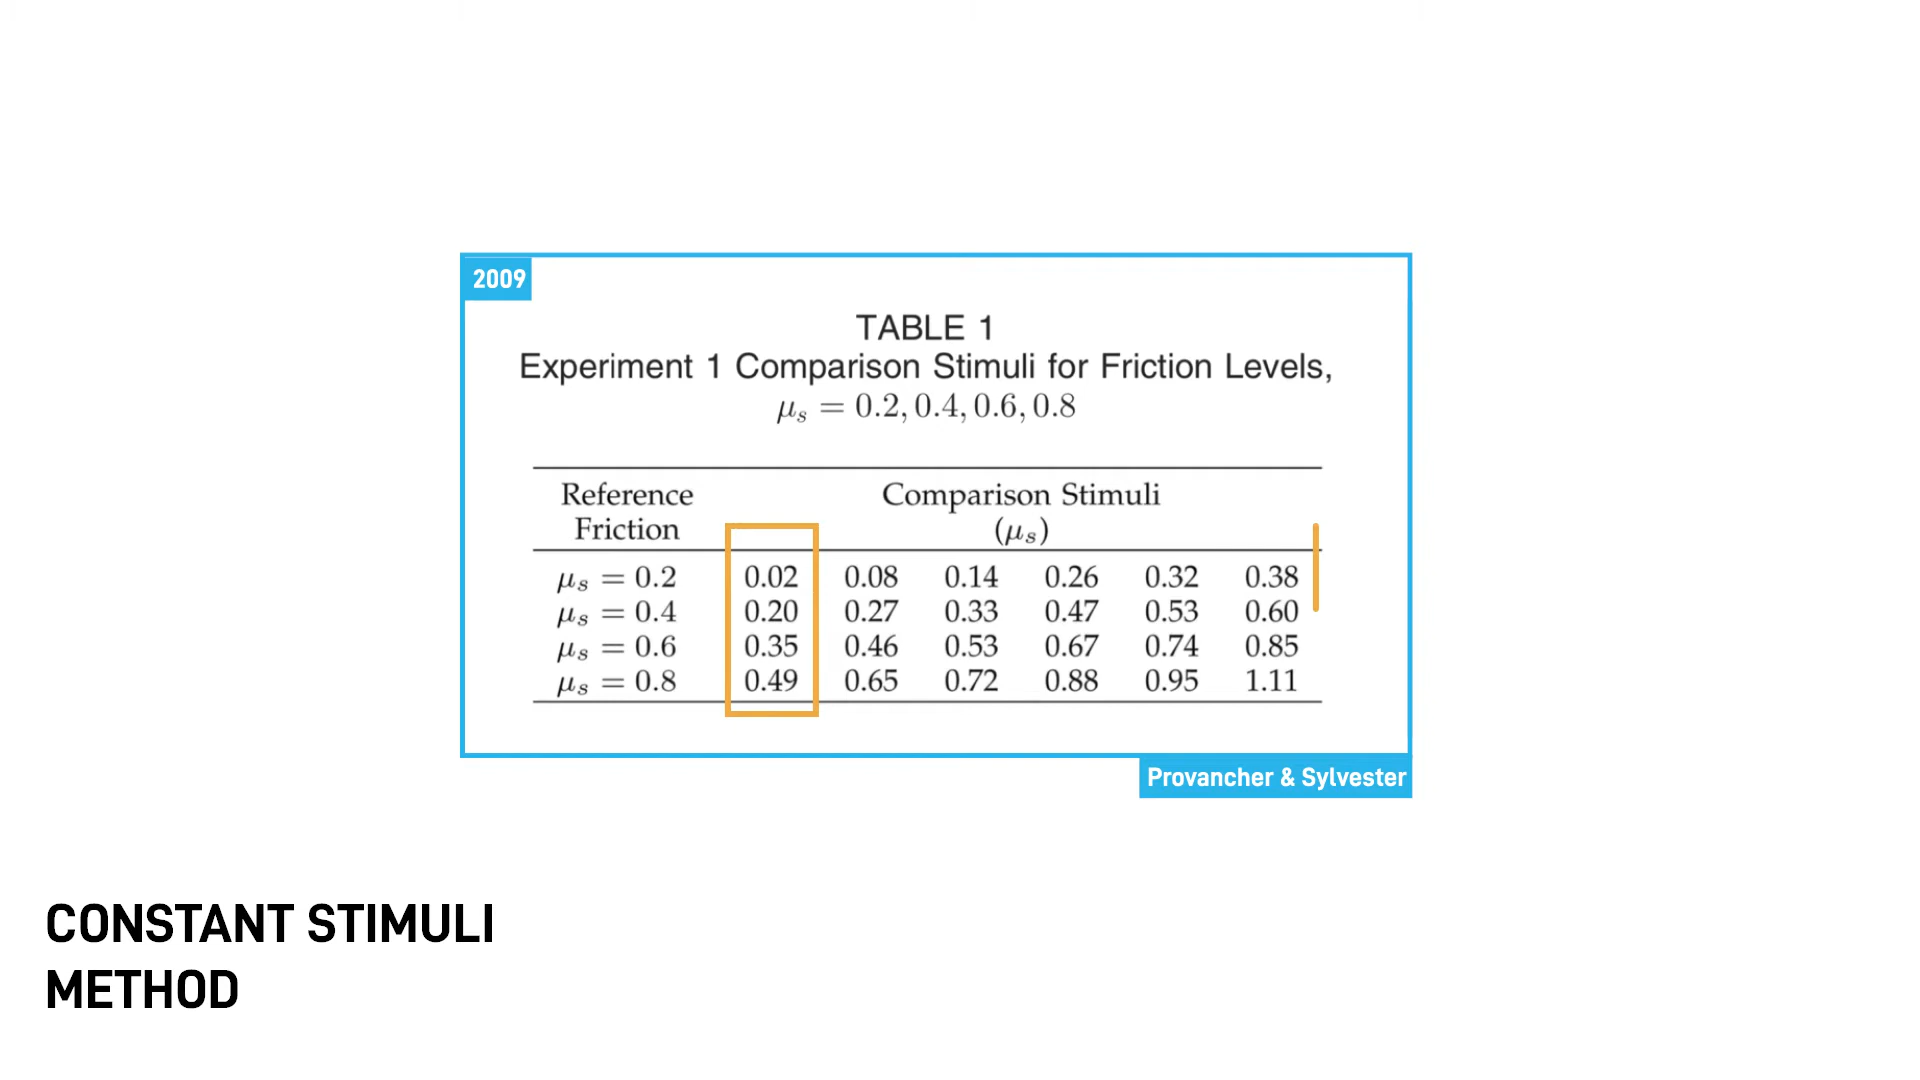 2009
TABLE 1
Experiment 1 Comparison Stimuli for Friction Levels,
μs = 0.2, 0.4, 0.6, 0.8
Reference Comparison Stimuli
Friction (μs)
μs = 0.2 0.02 0.08 0.14 0.26 0.32 0.38
μs = 0.4 0.20 0.27 0.33 0.47 0.53 0.60
μs = 0.6 0.35 0.46 0.53 0.67 0.74 0.85
μs = 0.8 0.49 0.65 0.72 0.88 0.95 1.11
Provancher & Sylvester
CONSTANT STIMULI
METHOD